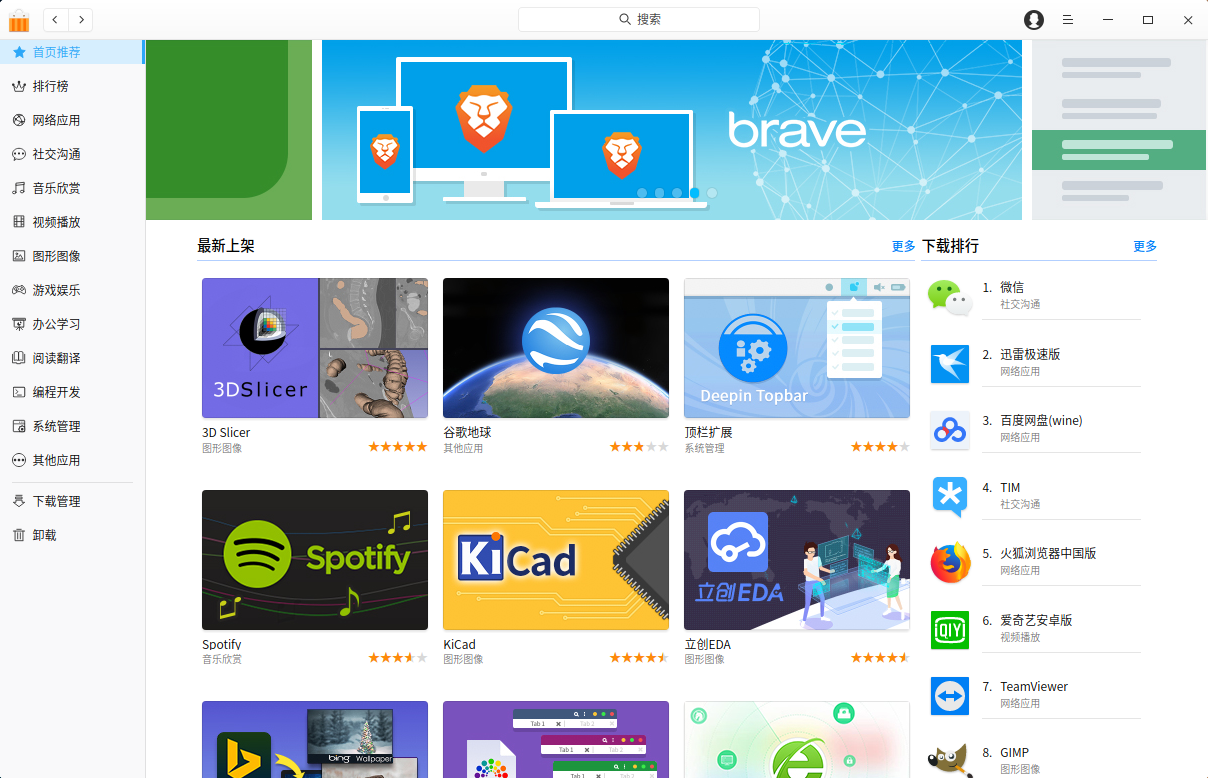 搜索
首页推荐
排行榜
网络应用
社交沟通
音乐欣赏
视频播放
图形图像
游戏娱乐
办公学习
阅读翻译
编程开发
系统管理
其他应用
下载管理
卸载
brave
最新上架
更多
3DSlicer
L
3D Slicer
图形图像
谷歌地球
其他应用
Deepin Topbar
顶栏扩展
系统管理
Spotify
Spotify
音乐欣赏
KiCad
KiCad
图形图像
立创EDA
立创EDA
图形图像
bing Wallpaper
Tab 1 Tab 2
Tab 1 Tab 2
Tab 1 Tab 2
下载排行
更多
1. 微信
社交沟通
2. 迅雷极速版
网络应用
3. 百度网盘(wine)
网络应用
4. TIM
社交沟通
5. 火狐浏览器中国版
网络应用
iQIYI
6. 爱奇艺安卓版
视频播放
7. TeamViewer
网络应用
8. GIMP
图形图像